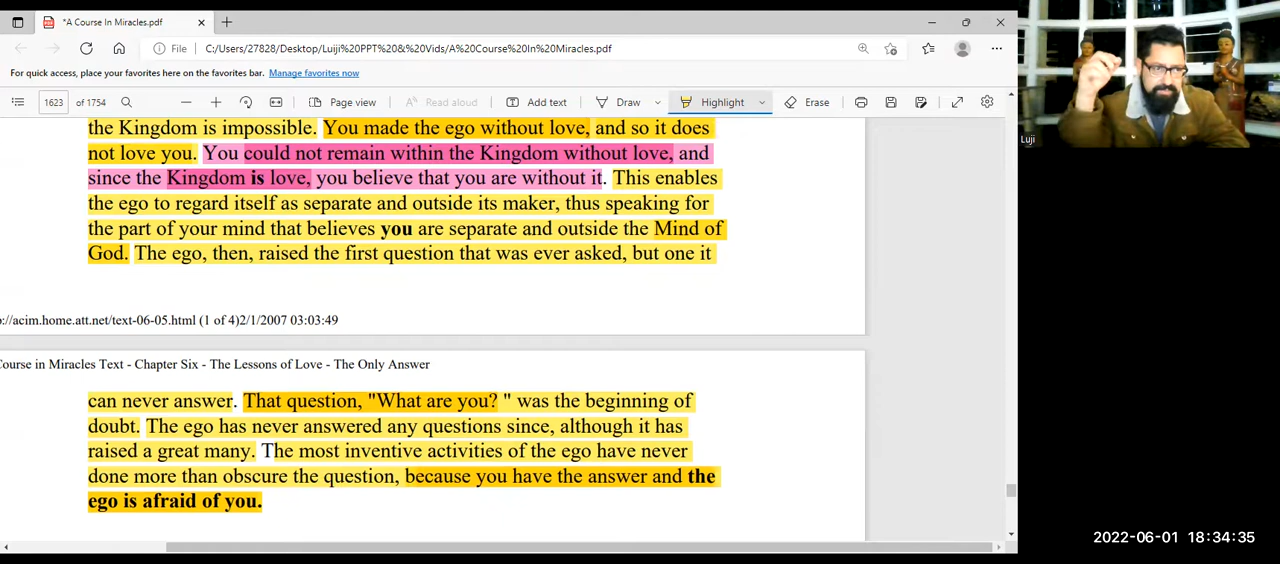 *A Course In Miracles.pdf
File
C:/Users/27828/Desktop/Luiji%20PPT%20&%20Vids/A%20Course%20In%20Miracles.pdf
For quick access, place your favorites here on the favorites bar. Manage favorites now
1623 of 1754
Page view
Read aloud
Add text
Draw
Highlight
Erase
the Kingdom is impossible. You made the ego without love, and so it does
not love you. You could not remain within the Kingdom without love, and
since the Kingdom is love, you believe that you are without it. This enables
the ego to regard itself as separate and outside its maker, thus speaking for
the part of your mind that believes you are separate and outside the Mind of
God. The ego, then, raised the first question that was ever asked, but one it
p://acim.home.att.net/text-06-05.html (1 of 4)2/1/2007 03:03:49
Course in Miracles Text - Chapter Six - The Lessons of Love - The Only Answer
can never answer. That question, "What are you? " was the beginning of
doubt. The ego has never answered any questions since, although it has
raised a great many. The most inventive activities of the ego have never
done more than obscure the question, because you have the answer and the
ego is afraid of you.
Luji
2022-06-01 18:34:35